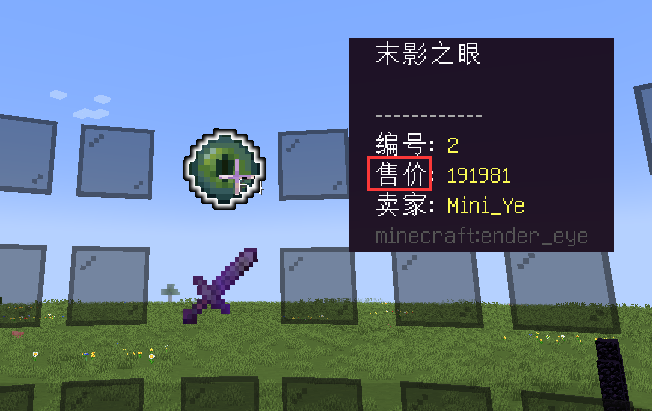 末影之眼
------------
编号: 2
售价: 191981
卖家: Mini_Ye
minecraft:ender_eye